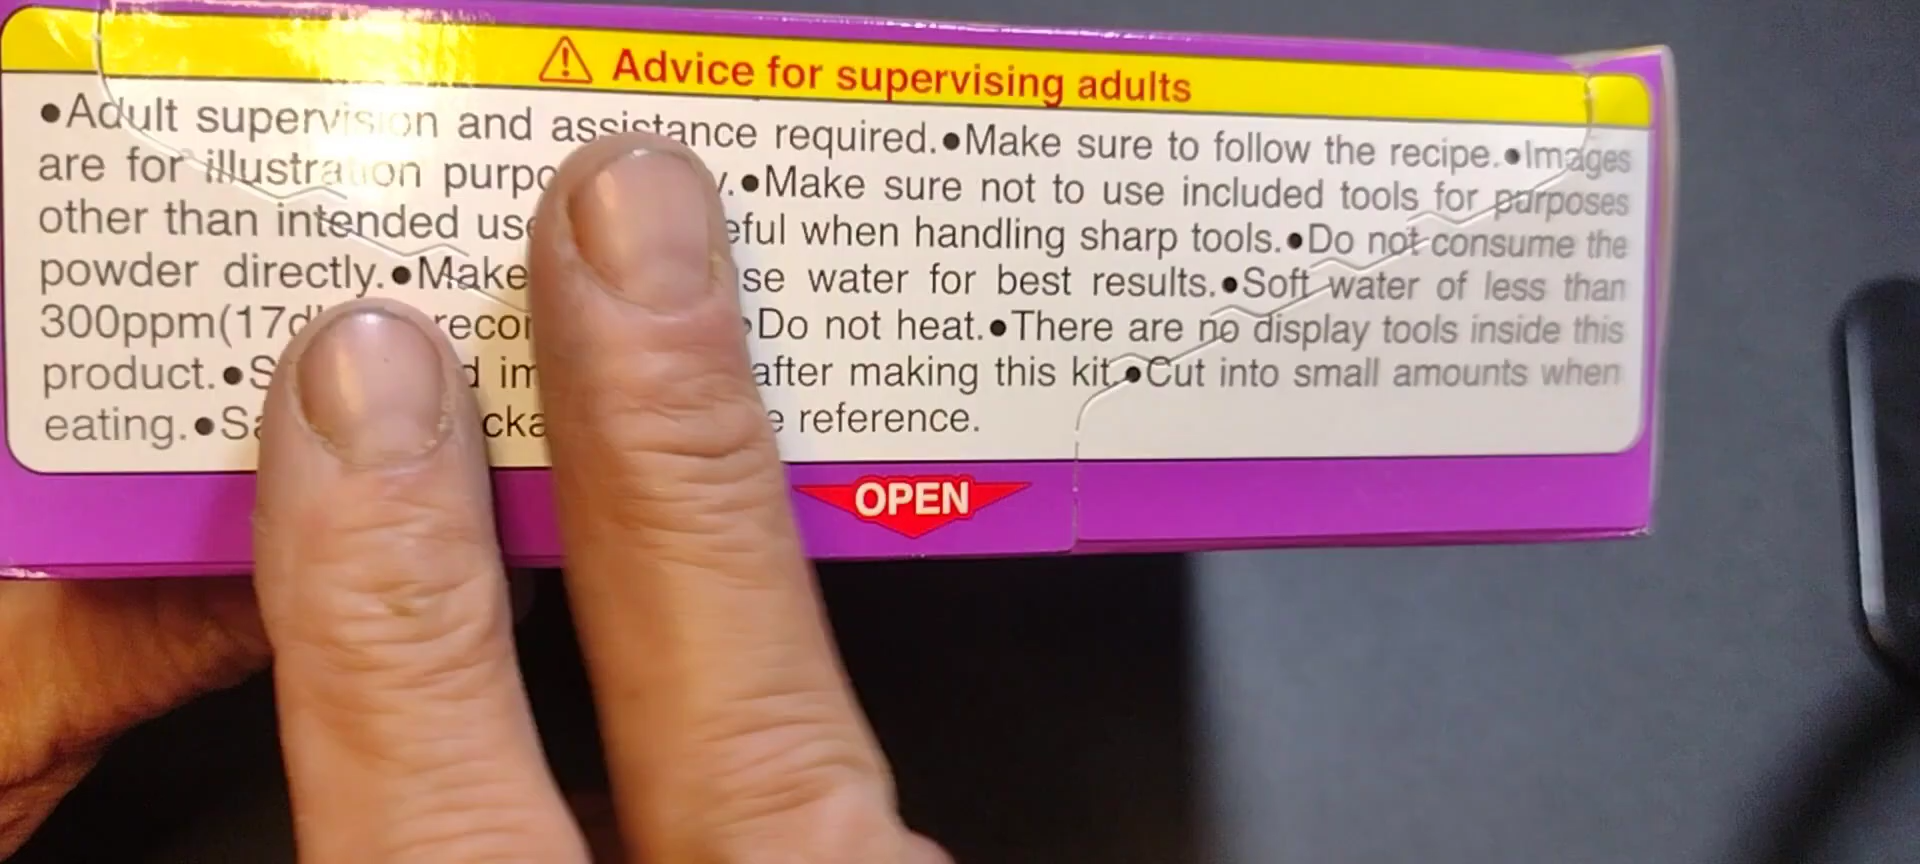 Advice for supervising adults
●Adult supervision and assistance required.●Make sure to follow the recipe.●Images
are for illustration purpo y.●Make sure not to use included tools for purposes
other than intended use eful when handling sharp tools.●Do not consume the
powder directly.●Make se water for best results.●Soft water of less than
300ppm(17d recom Do not heat.●There are no display tools inside this
product.●S d im after making this kit.●Cut into small amounts when
eating.●Sa cka e reference.
OPEN